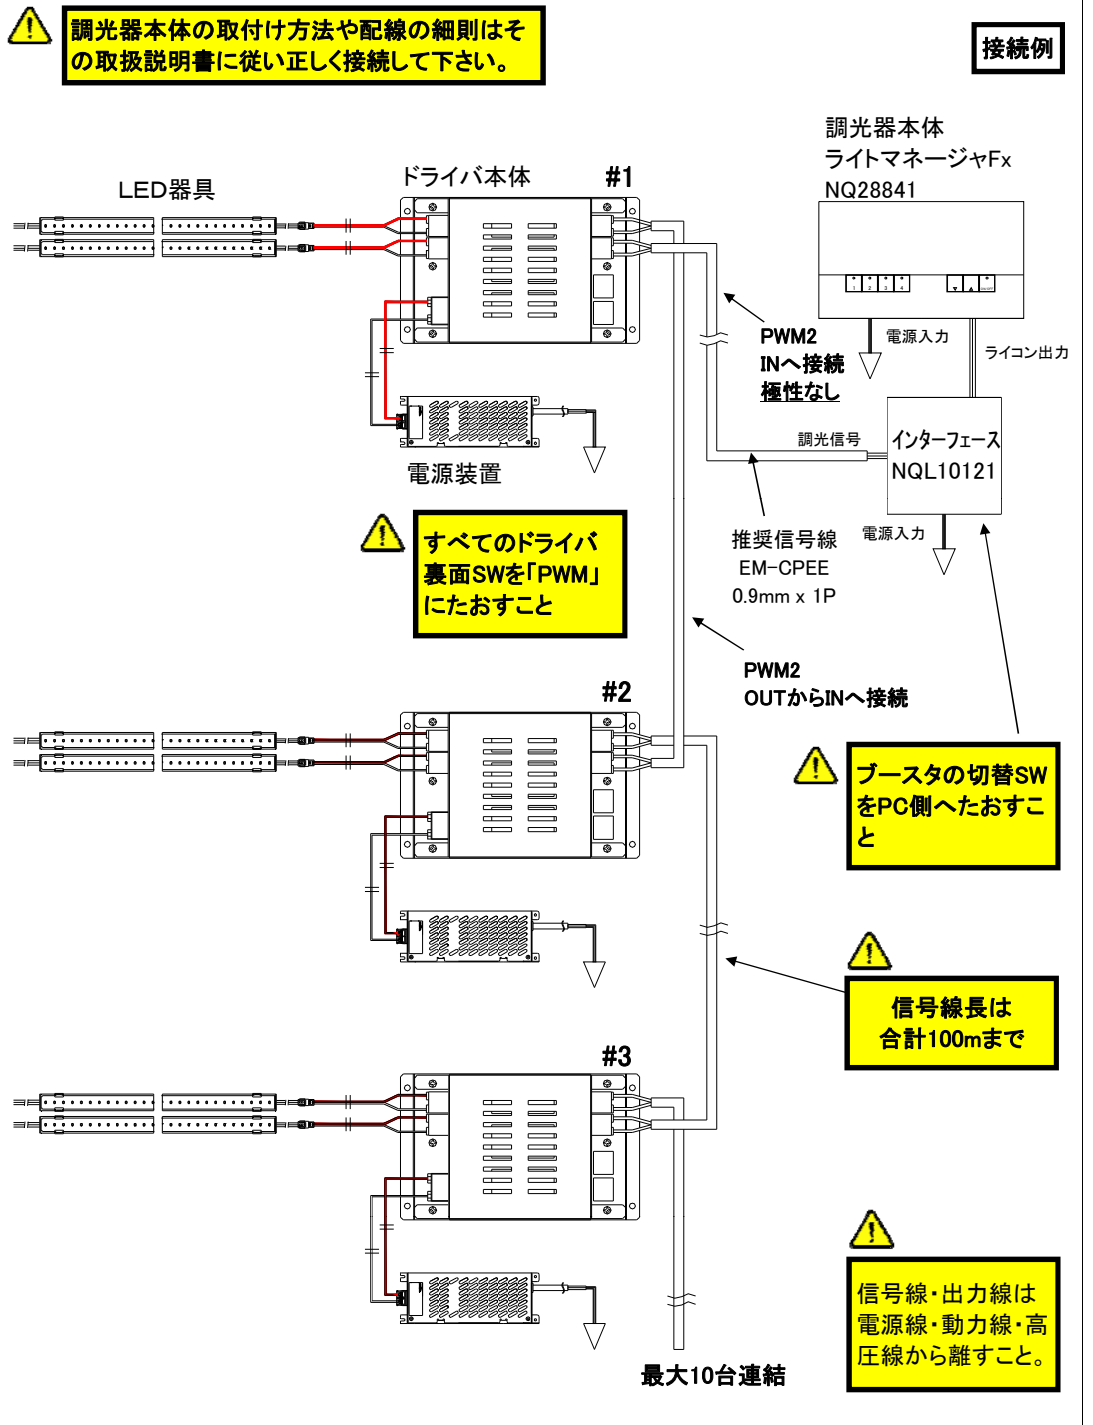 調光器本体の取付け方法や配線の細則はそ
の取扱説明書に従い正しく接続して下さい。
接続例
調光器本体
ライトマネージャFx
NQ28841
LED器具
ドライバ本体
#1
1 2 3 4
PWM2
INへ接続
極性なし
電源入力
ライコン出力
調光信号
インターフェース
NQL10121
電源装置
電源入力
すべてのドライバ
裏面SWを「PWM」
にたおすこと
推奨信号線
EM-CPEE
0.9mm x 1P
PWM2
OUTからINへ接続
#2
ブースタの切替SW
をPC側へたおすこ
と
信号線長は
合計100mまで
#3
信号線・出力線は
電源線・動力線・高
圧線から離すこと。
最大10台連結